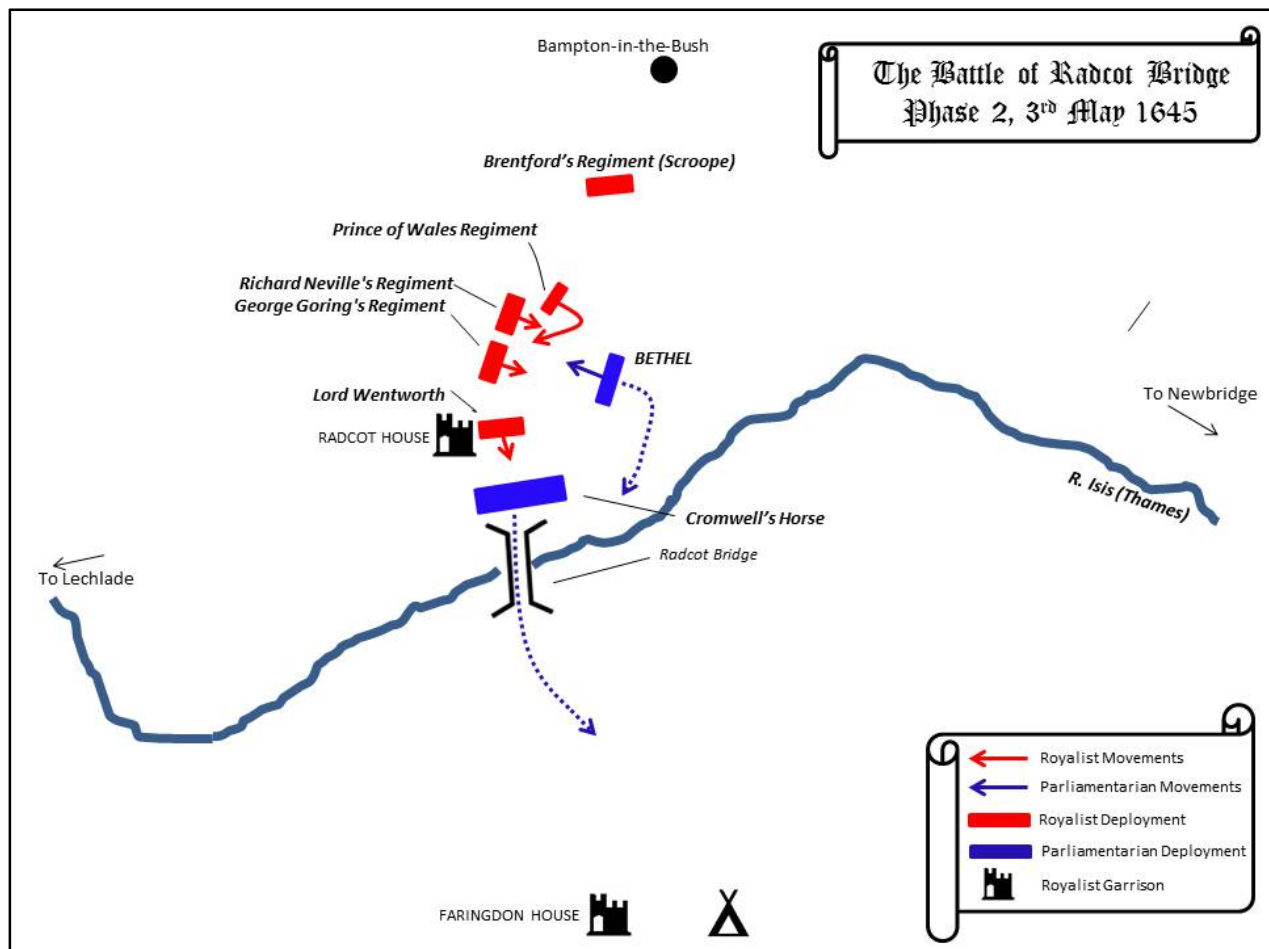 Bampton-in-the-Bush
The Battle of Radcot Bridge
Phase 2, 3rd May 1645
Brentford’s Regiment (Scroope)
Prince of Wales Regiment
Richard Neville's Regiment
George Goring's Regiment
BETHEL
Lord Wentworth
To Newbridge
RADCOT HOUSE
R. Isis (Thames)
Cromwell’s Horse
Radcot Bridge
To Lechlade
Royalist Movements
Parliamentarian Movements
Royalist Deployment
Parliamentarian Deployment
Royalist Garrison
FARINGDON HOUSE